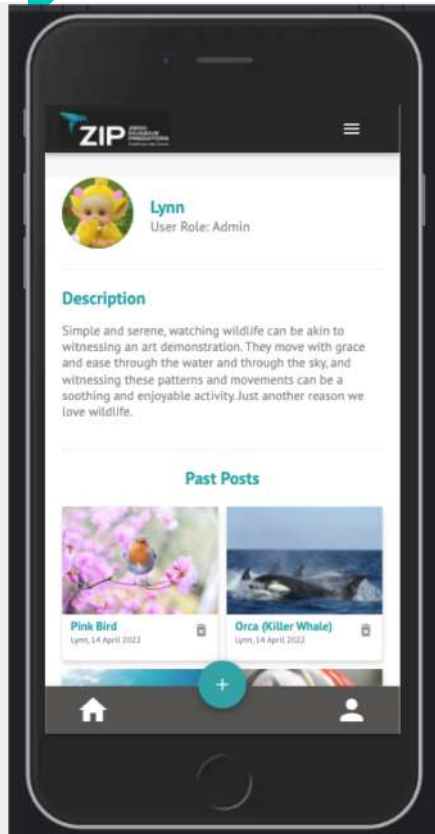 ZIP
ZERO
INVASIVE
PREDATORS
Lynn
User Role: Admin
Description
Simple and serene, watching wildlife can be akin to
witnessing an art demonstration. They move with grace
and ease through the water and through the sky, and
witnessing these patterns and movements can be a
soothing and enjoyable activity. Just another reason we
love wildlife.
Past Posts
Pink Bird
Lynn, 14 April 2022
Orca (Killer Whale)
Lynn, 14 April 2022
+